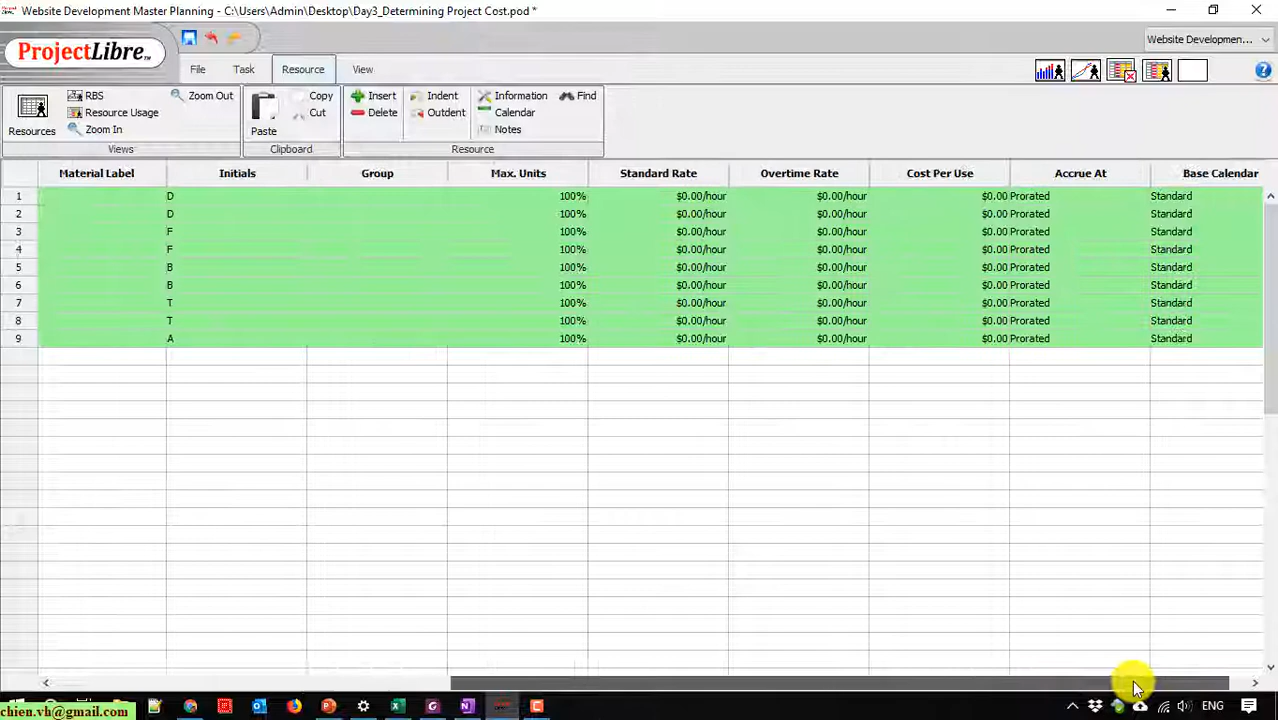 Website Development Master Planning - C:\Users\Admin\Desktop\Day3_Determining Project Cost.pod *
ProjectLibre™
Website Developmen...
File Task Resource View
Resources
RBS
Resource Usage
Zoom In
Zoom Out
Views
Paste
Copy
Cut
Clipboard
Insert
Delete
Indent
Outdent
Information
Calendar
Notes
Find
Resource
Material Label Initials Group Max. Units Standard Rate Overtime Rate Cost Per Use Accrue At Base Calendar
1 D 100% $0.00/hour $0.00/hour $0.00 Prorated Standard
2 D 100% $0.00/hour $0.00/hour $0.00 Prorated Standard
3 F 100% $0.00/hour $0.00/hour $0.00 Prorated Standard
4 F 100% $0.00/hour $0.00/hour $0.00 Prorated Standard
5 B 100% $0.00/hour $0.00/hour $0.00 Prorated Standard
6 B 100% $0.00/hour $0.00/hour $0.00 Prorated Standard
7 T 100% $0.00/hour $0.00/hour $0.00 Prorated Standard
8 T 100% $0.00/hour $0.00/hour $0.00 Prorated Standard
9 A 100% $0.00/hour $0.00/hour $0.00 Prorated Standard
chien.vh@gmail.com
ENG